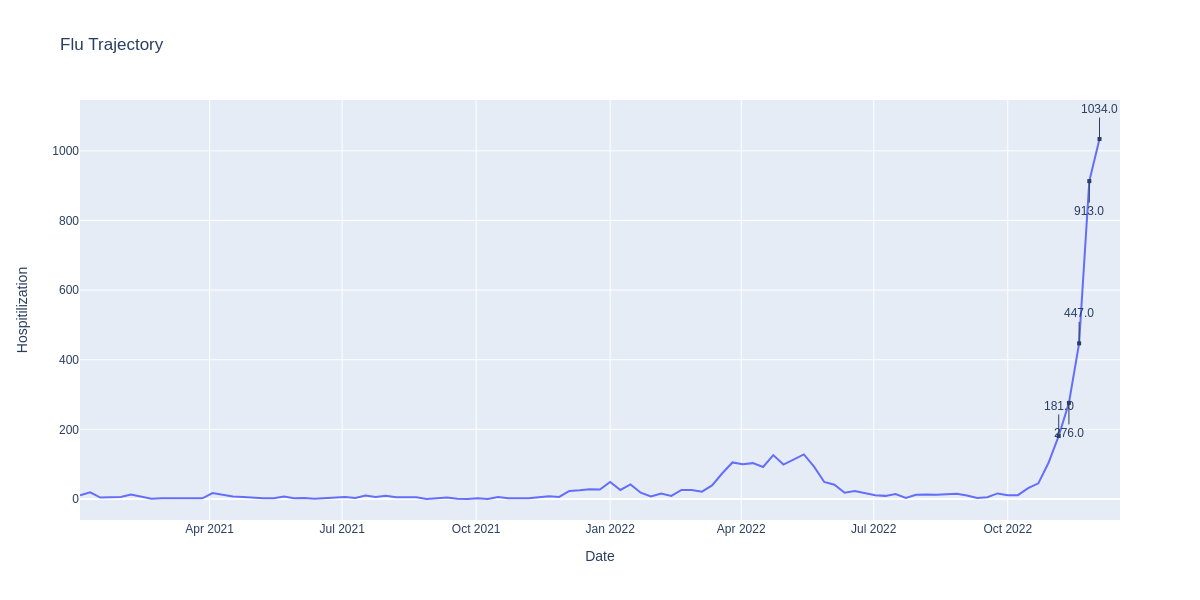 Flu Trajectory
1034.0
1000
913.0
800
600
447.0
400
181.0
276.0
200
0
Hospitilization
Apr 2021
Jul 2021
Oct 2021
Jan 2022
Apr 2022
Jul 2022
Oct 2022
Date